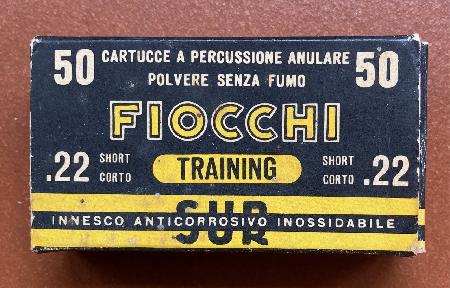 50 CARTUCCE A PERCUSSIONE ANULARE 50
POLVERE SENZA FUMO
FIOCCHI
.22 SHORT CORTO TRAINING SHORT CORTO .22
SUR
INNESCO ANTICORROSIVO INOSSIDABILE